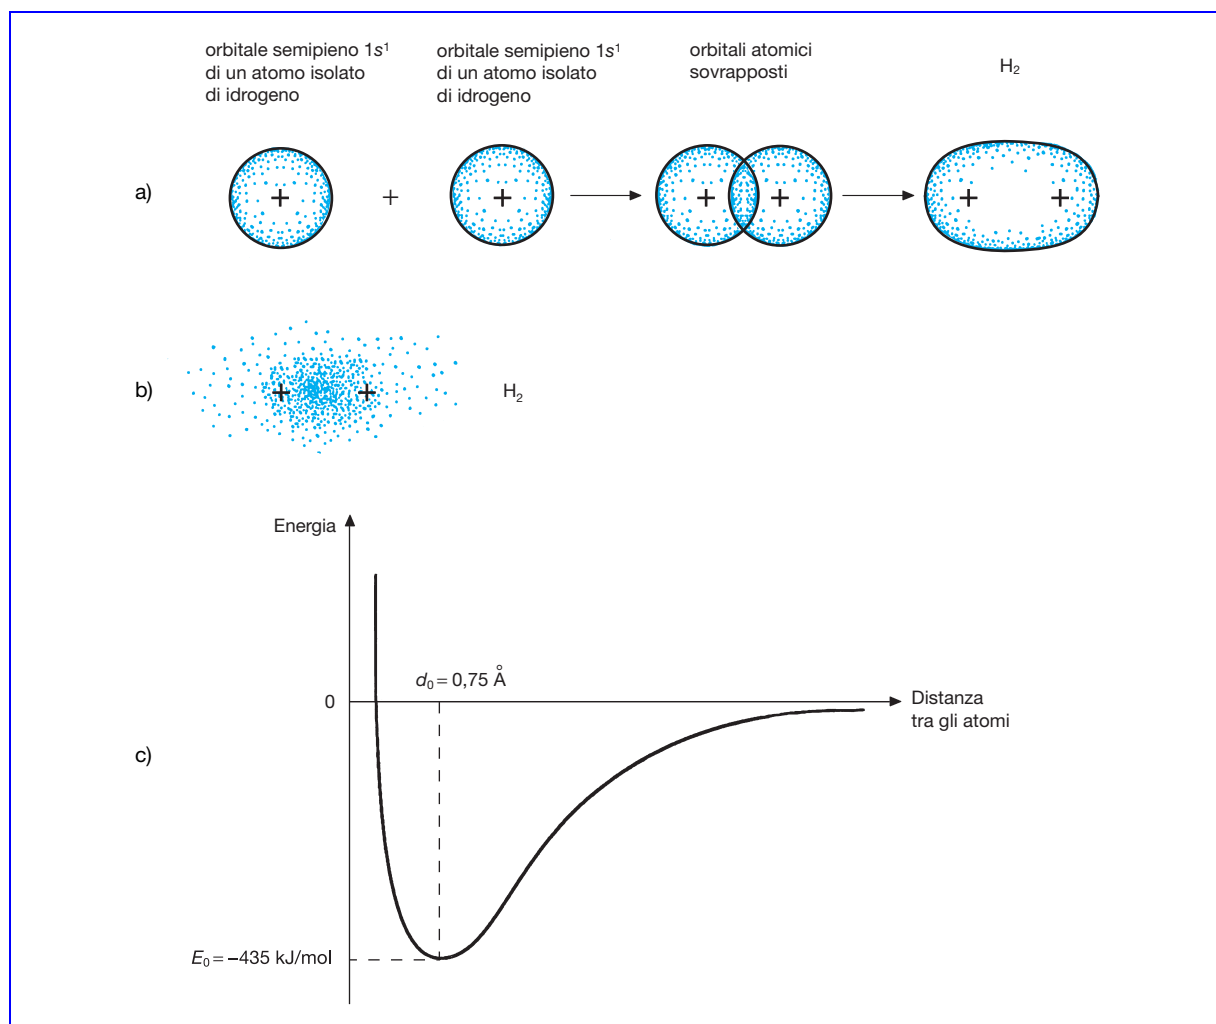 orbitale semipieno 1s¹
di un atomo isolato
di idrogeno
orbitale semipieno 1s¹
di un atomo isolato
di idrogeno
orbitali atomici
sovrapposti
H₂
a)
+
+
+
+
+
+
+
b)
+
+
H₂
c)
Energia
d₀ = 0,75 Å
0
Distanza
tra gli atomi
E₀ = –435 kJ/mol